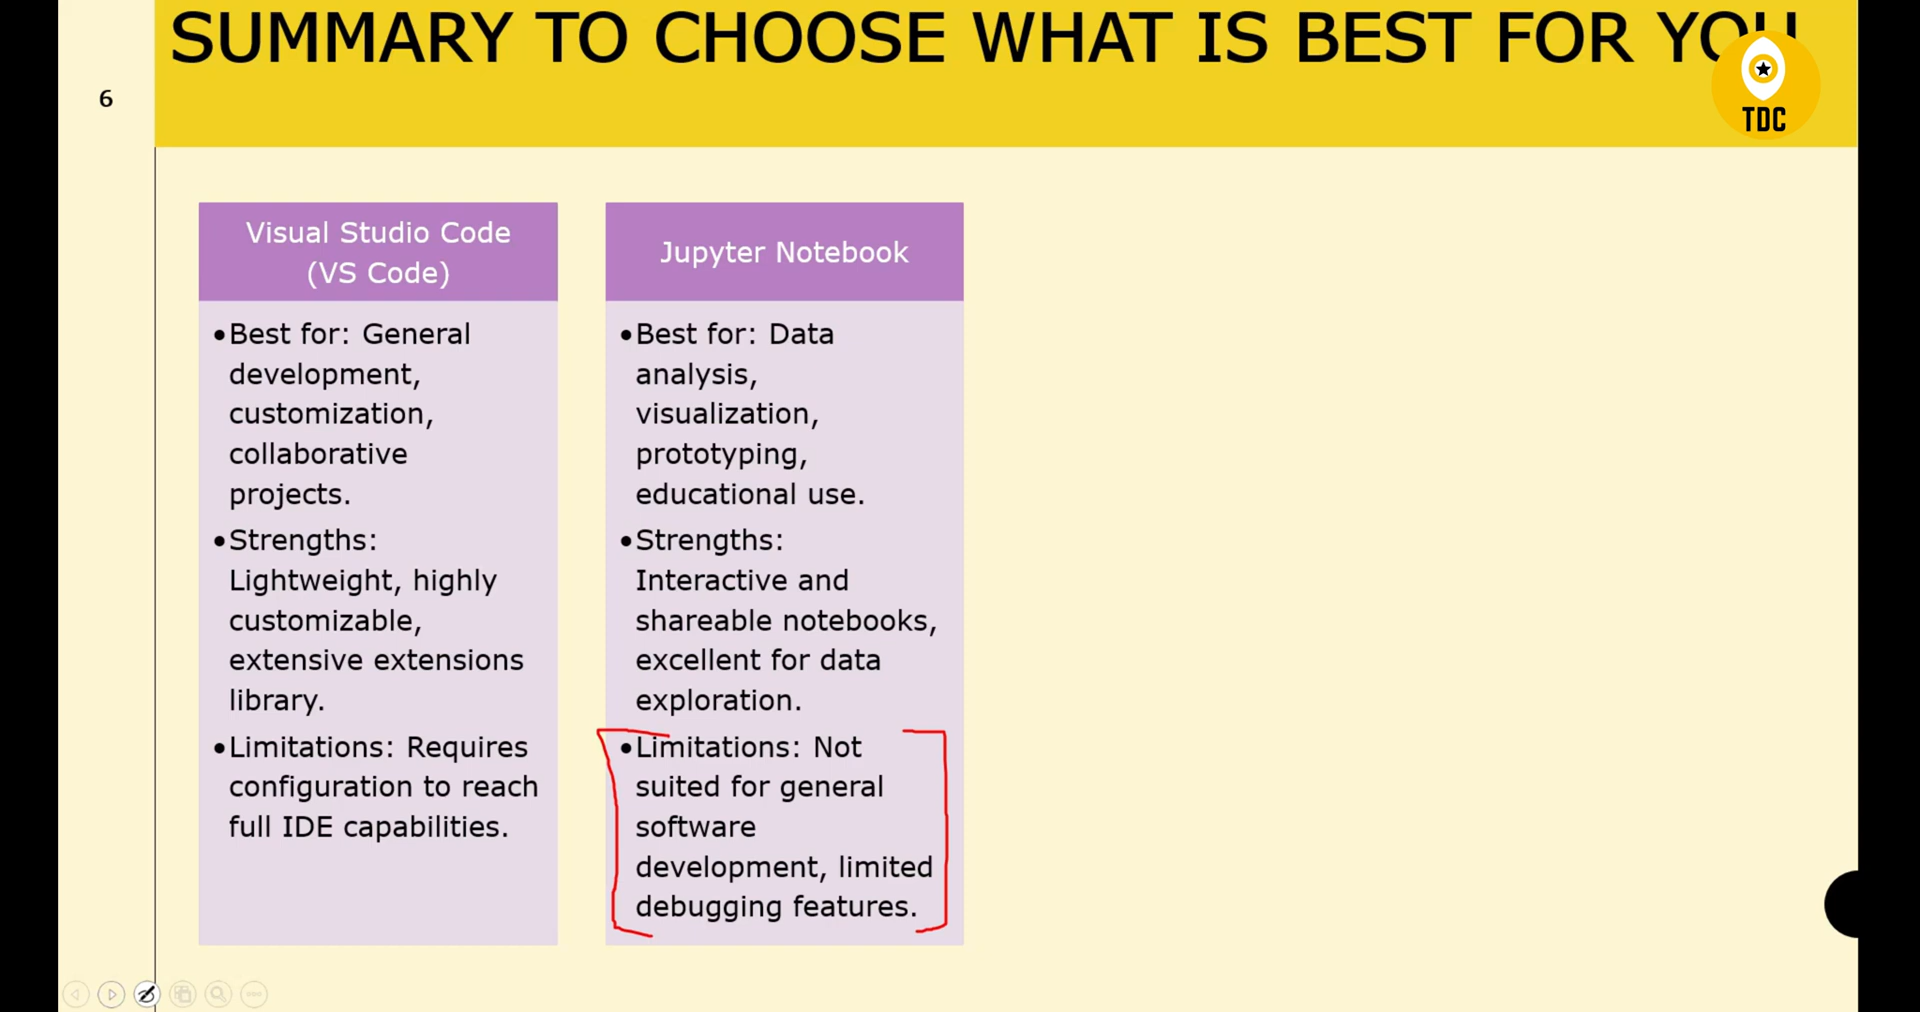 SUMMARY TO CHOOSE WHAT IS BEST FOR YOU
6
TDC
Visual Studio Code
(VS Code)
•Best for: General
development,
customization,
collaborative
projects.
•Strengths:
Lightweight, highly
customizable,
extensive extensions
library.
•Limitations: Requires
configuration to reach
full IDE capabilities.
Jupyter Notebook
•Best for: Data
analysis,
visualization,
prototyping,
educational use.
•Strengths:
Interactive and
shareable notebooks,
excellent for data
exploration.
•Limitations: Not
suited for general
software
development, limited
debugging features.